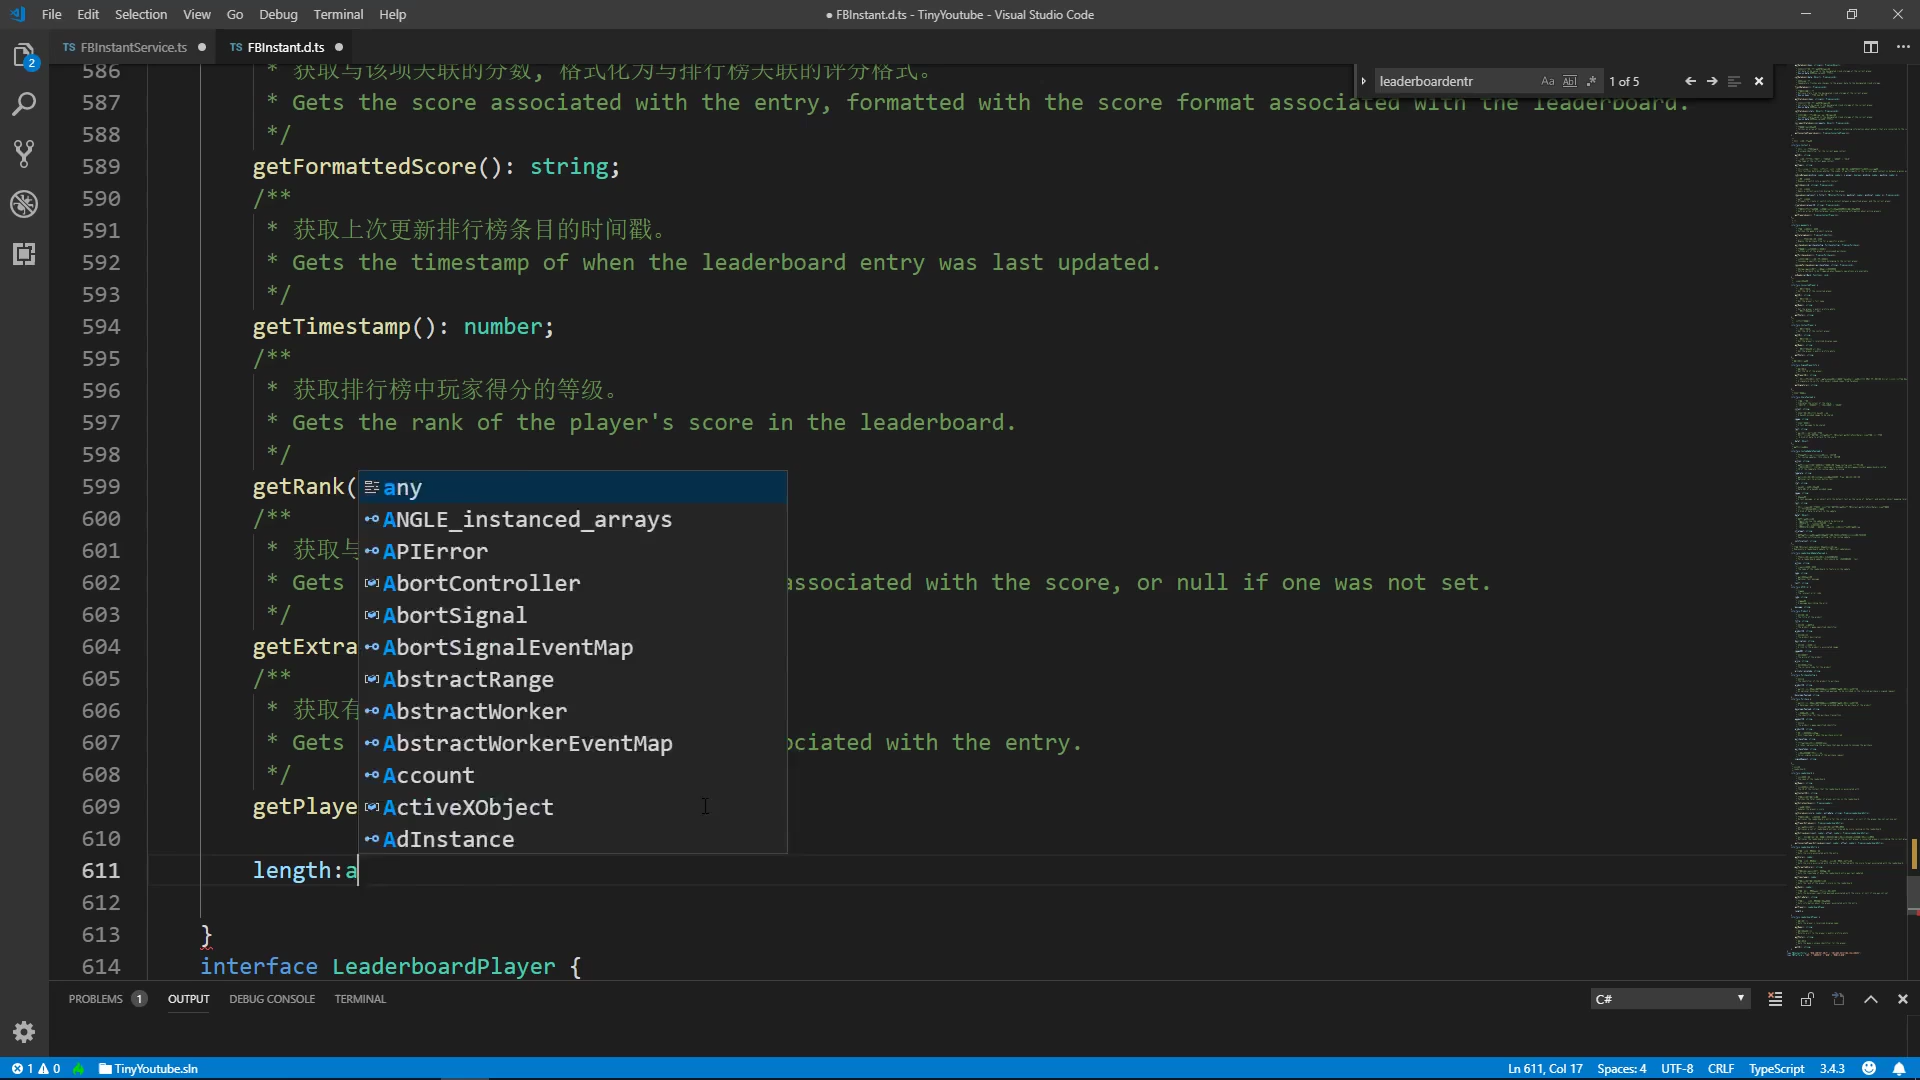 File Edit Selection View Go Debug Terminal Help
● FBInstant.d.ts - TinyYoutube - Visual Studio Code
TS FBInstantService.ts ●
TS FBInstant.d.ts ●
2
leaderboardentr Aa Abl .* 1 of 5
586 * 获取与该项关联的分数, 格式化为与排行榜关联的评分格式。
587 * Gets the score associated with the entry, formatted with the score format associated with the leaderboard.
588 */
589 getFormattedScore(): string;
590 /**
591 * 获取上次更新排行榜条目的时间戳。
592 * Gets the timestamp of when the leaderboard entry was last updated.
593 */
594 getTimestamp(): number;
595 /**
596 * 获取排行榜中玩家得分的等级。
597 * Gets the rank of the player's score in the leaderboard.
598 */
599 getRank(
600 /**
601 * 获取与
602 * Gets associated with the score, or null if one was not set.
603 */
604 getExtra
605 /**
606 * 获取有
607 * Gets ociated with the entry.
608 */
609 getPlaye
610
611 length:a
612
613 }
614 interface LeaderboardPlayer {
any
ANGLE_instanced_arrays
APIError
AbortController
AbortSignal
AbortSignalEventMap
AbstractRange
AbstractWorker
AbstractWorkerEventMap
Account
ActiveXObject
AdInstance
PROBLEMS 1 OUTPUT DEBUG CONSOLE TERMINAL
C#
1 0 TinyYoutube.sln
Ln 611, Col 17 Spaces: 4 UTF-8 CRLF TypeScript 3.4.3